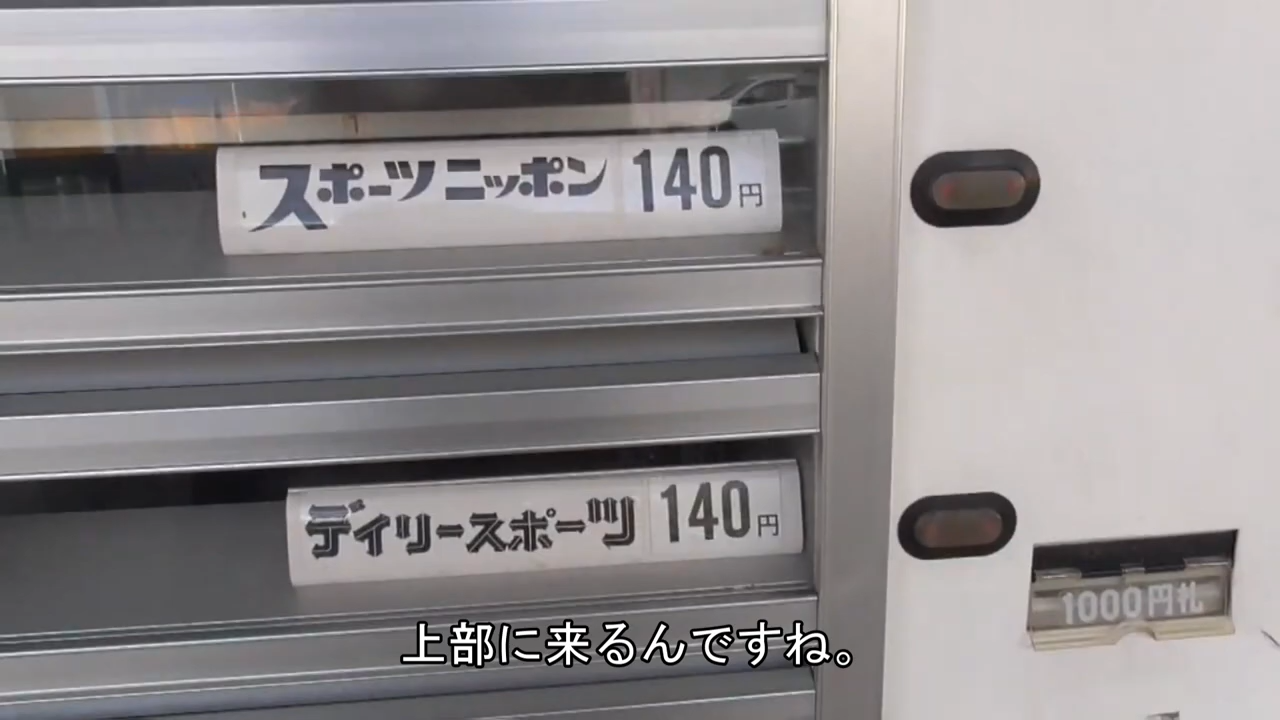 スポーツニッポン 140円
デイリースポーツ 140円
1000円札
上部に来るんですね。